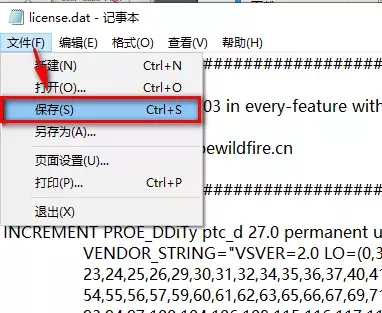 license.dat - 记事本
文件(F) 编辑(E) 格式(O) 查看(V) 帮助(H)
新建(N) Ctrl+N
打开(O)... Ctrl+O
保存(S) Ctrl+S
另存为(A)...
页面设置(U)...
打印(P)... Ctrl+P
退出(X)
03 in every-feature with
pewildfire.cn
INCREMENT PROE_DDiTy ptc_d 27.0 permanent u
VENDOR_STRING="VSVER=2.0 LO=(0,3
23,24,25,26,29,30,31,32,34,35,36,37,40,41
54,55,56,57,59,60,61,62,63,65,66,67,69,71